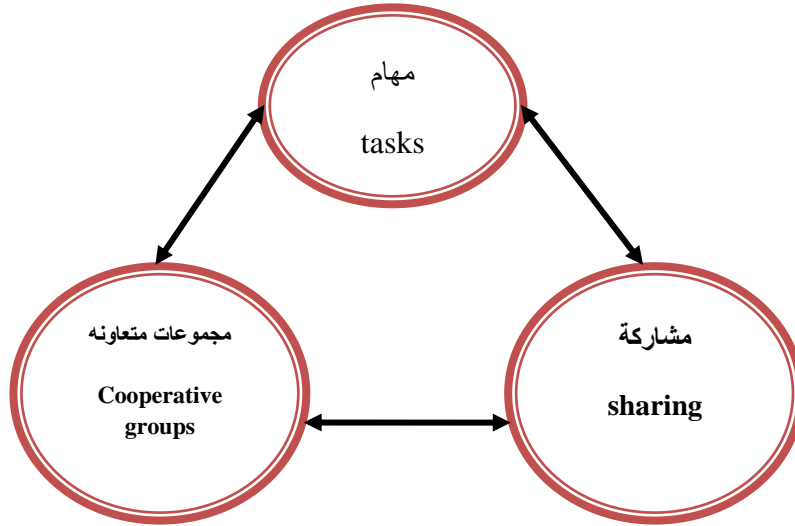 مهام
tasks
مجموعات متعاونه
Cooperative
groups
مشاركة
sharing